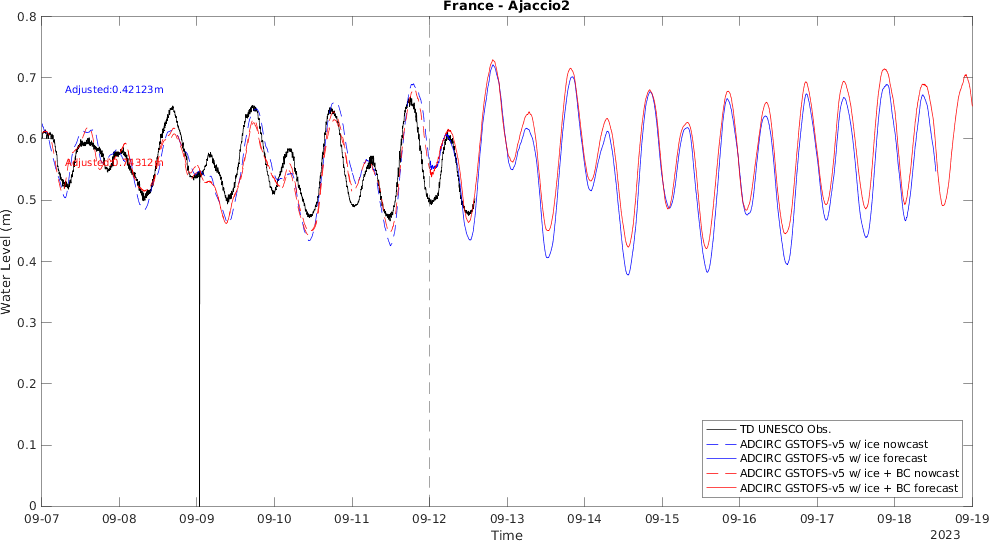 France - Ajaccio2
0.8
0.7
0.6
0.5
0.4
0.3
0.2
0.1
0
Water Level (m)
Adjusted:0.42123m
TD UNESCO Obs.
ADCIRC GSTOFS-v5 w/ ice nowcast
ADCIRC GSTOFS-v5 w/ ice forecast
ADCIRC GSTOFS-v5 w/ ice + BC nowcast
ADCIRC GSTOFS-v5 w/ ice + BC forecast
09-07 09-08 09-09 09-10 09-11 09-12 09-13 09-14 09-15 09-16 09-17 09-18 09-19
Time
2023